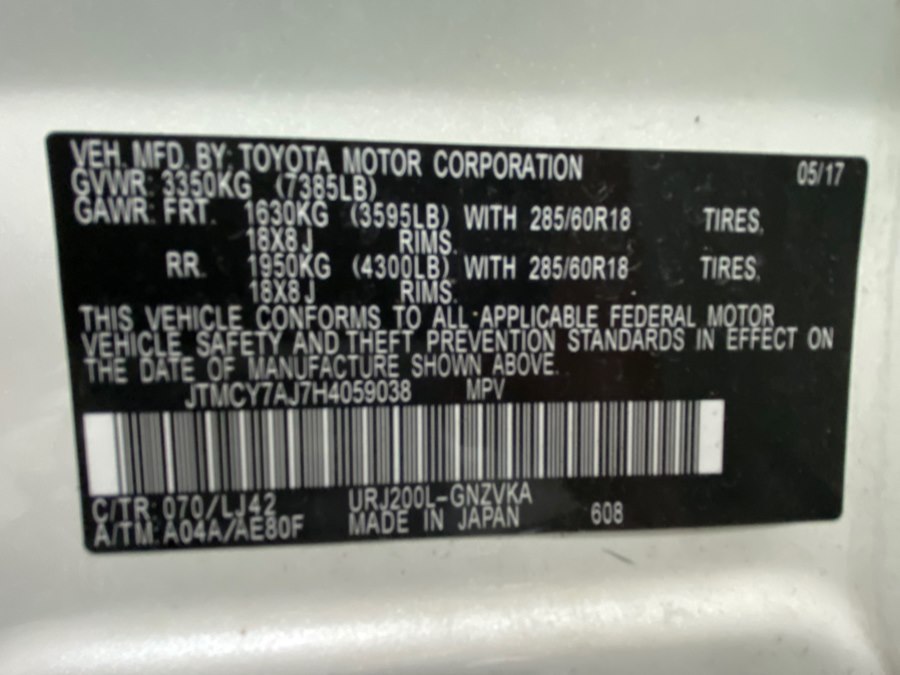 VEH. MFD. BY: TOYOTA MOTOR CORPORATION 05/17
GVWR: 3350KG (7385LB)
GAWR: FRT. 1630KG (3595LB) WITH 285/60R18 TIRES,
18X8J RIMS.
RR. 1950KG (4300LB) WITH 285/60R18 TIRES,
18X8J RIMS.
THIS VEHICLE CONFORMS TO ALL APPLICABLE FEDERAL MOTOR
VEHICLE SAFETY AND THEFT PREVENTION STANDARDS IN EFFECT ON
THE DATE OF MANUFACTURE SHOWN ABOVE.
JTMCY7AJ7H4059038 MPV
C/TR: 070/LJ42 URJ200L-GNZVKA
A/TM: A04A/AE80F MADE IN JAPAN 608